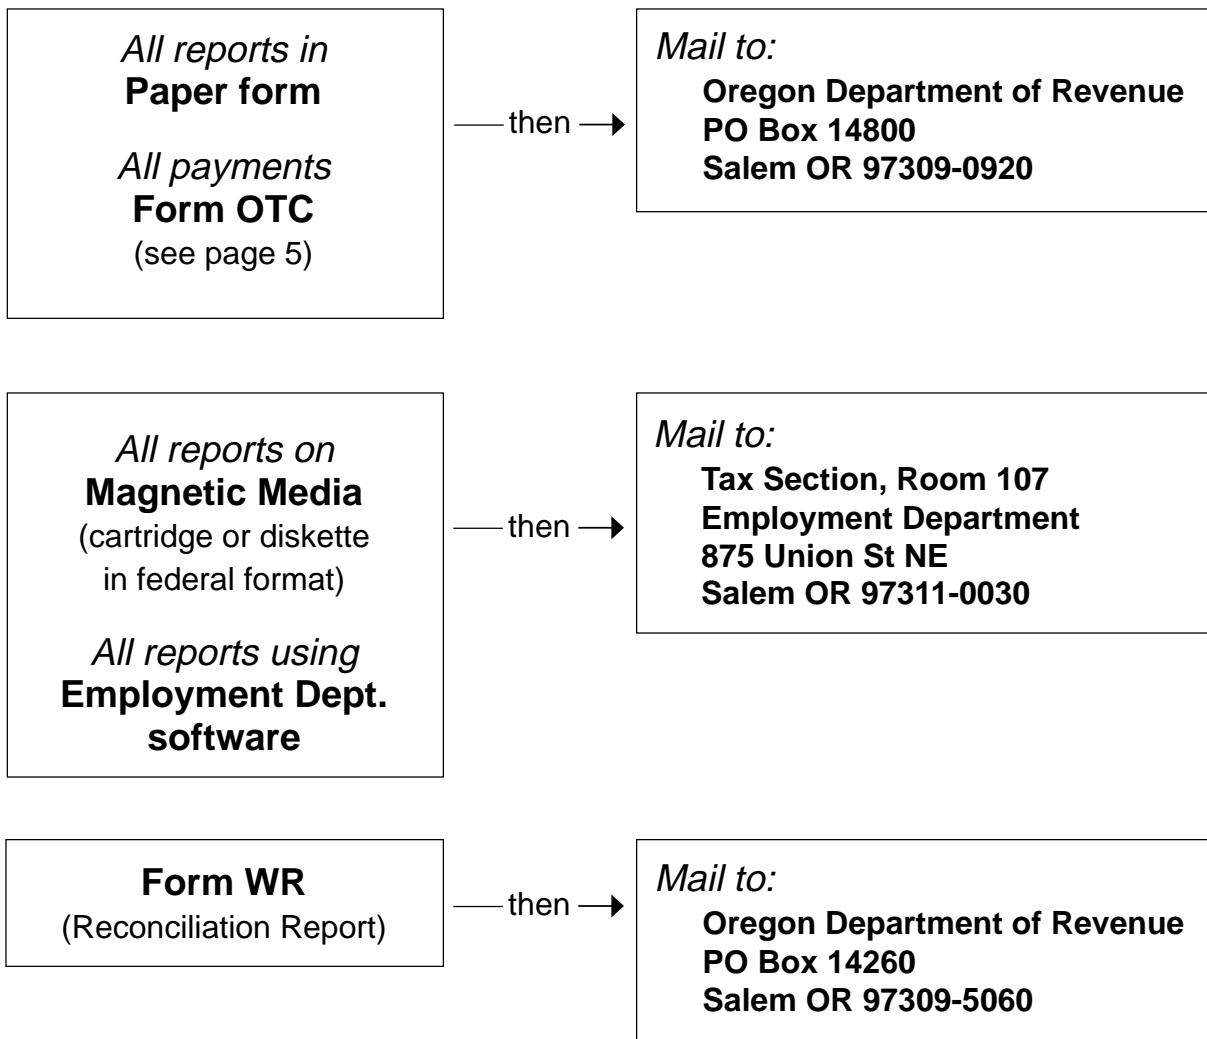 All reports in
Paper form
All payments
Form OTC
(see page 5)
then
Mail to:
Oregon Department of Revenue
PO Box 14800
Salem OR 97309-0920
All reports on
Magnetic Media
(cartridge or diskette
in federal format)
All reports using
Employment Dept.
software
then
Mail to:
Tax Section, Room 107
Employment Department
875 Union St NE
Salem OR 97311-0030
Form WR
(Reconciliation Report)
then
Mail to:
Oregon Department of Revenue
PO Box 14260
Salem OR 97309-5060